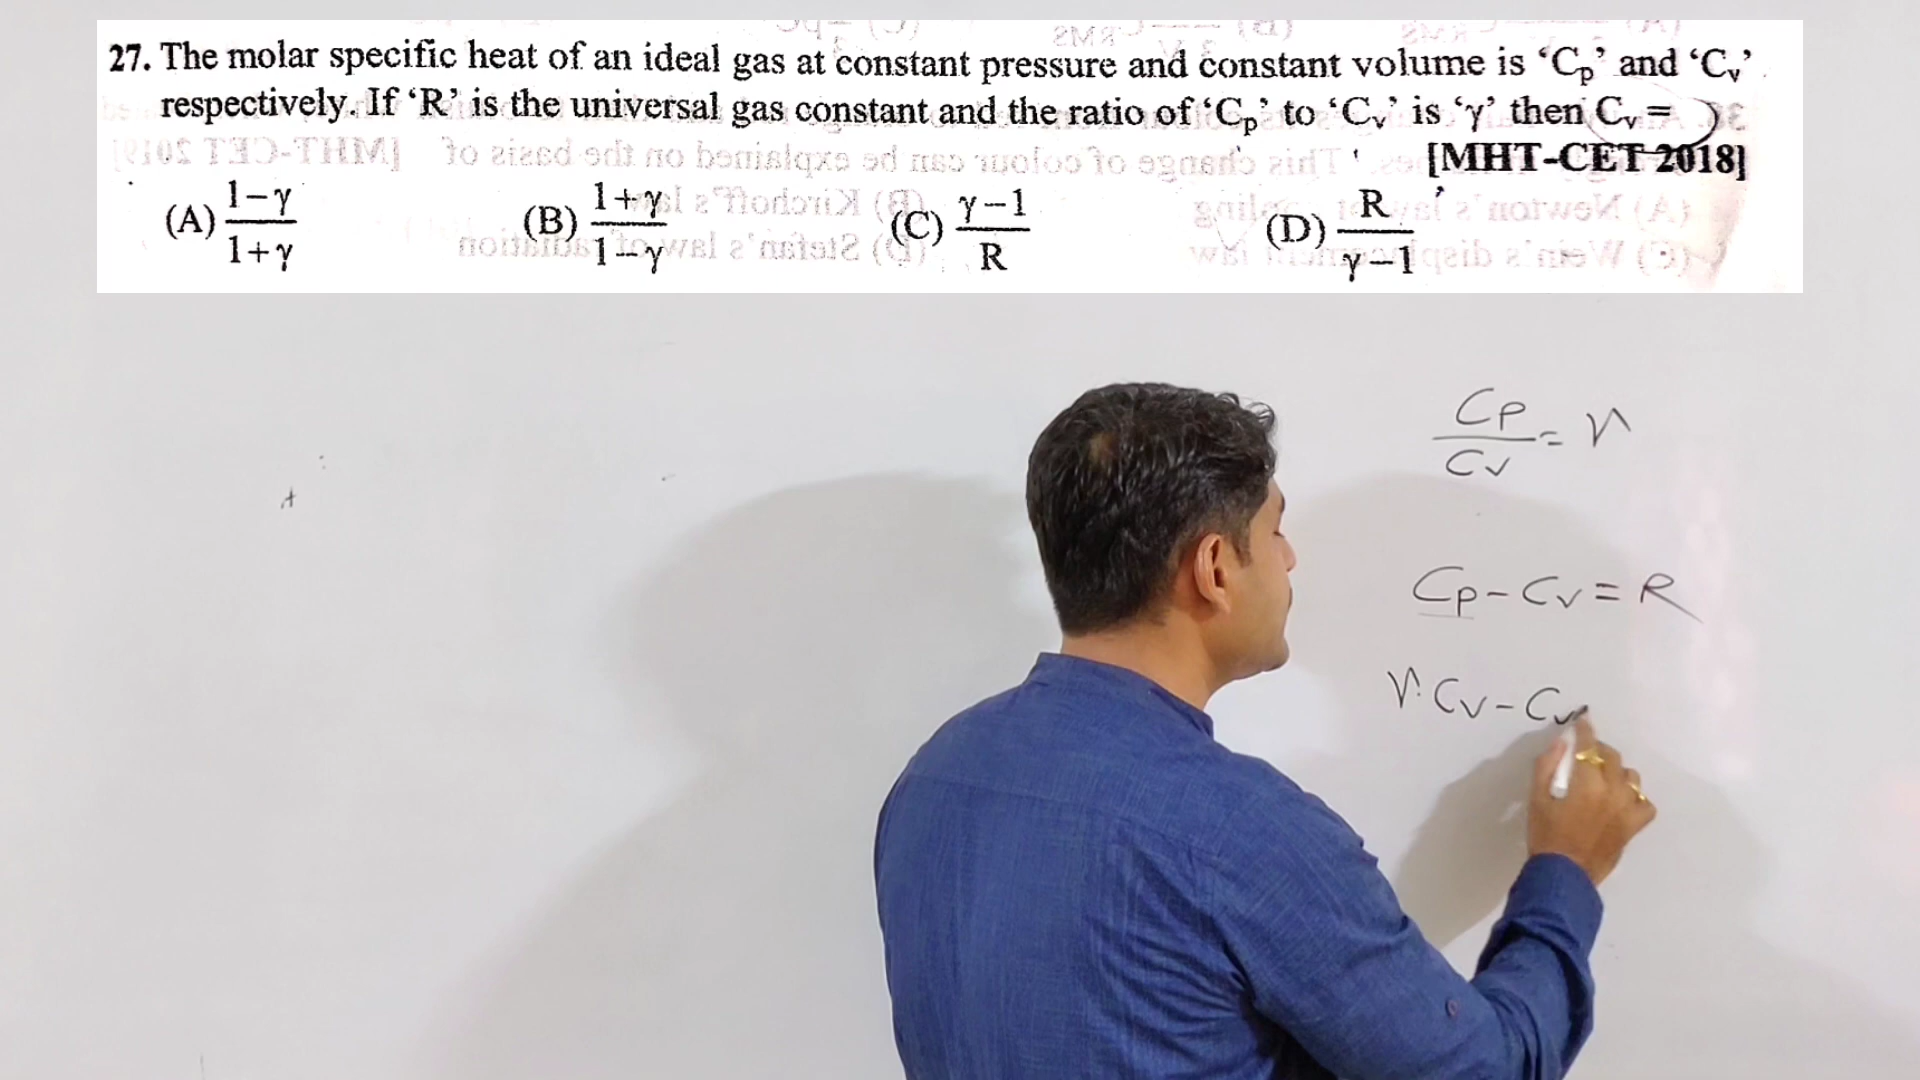 27. The molar specific heat of an ideal gas at constant pressure and constant volume is ‘Cp’ and ‘Cv’
respectively. If ‘R’ is the universal gas constant and the ratio of ‘Cp’ to ‘Cv’ is ‘γ’ then Cv =
[MHT-CET 2018]
(A) 1−γ / 1+γ (B) 1+γ / 1−γ (C) γ−1 / R (D) R / γ−1
Cp / Cv = γ
Cp − Cv = R
γ·Cv − Cv